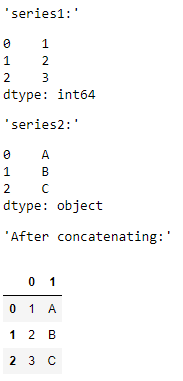 'series1:'
0 1
1 2
2 3
dtype: int64
'series2:'
0 A
1 B
2 C
dtype: object
'After concatenating:'
0 1
0 1 A
1 2 B
2 3 C